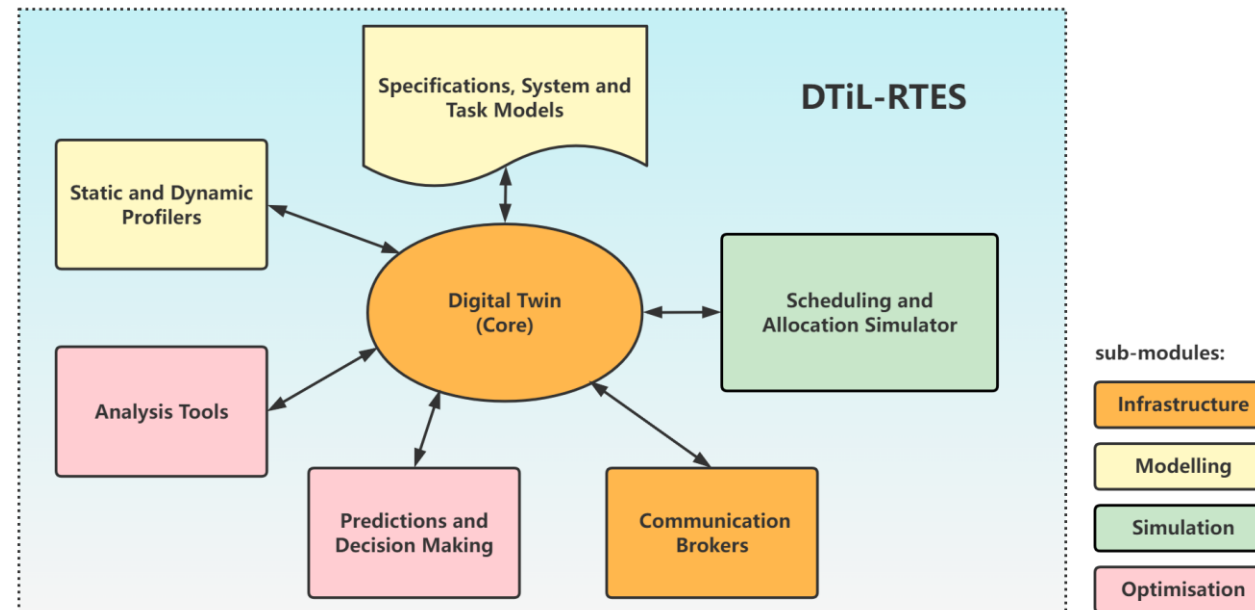 Specifications, System and
Task Models
DTiL-RTES
Static and Dynamic
Profilers
Digital Twin
(Core)
Scheduling and
Allocation Simulator
Analysis Tools
Predictions and
Decision Making
Communication
Brokers
sub-modules:
Infrastructure
Modelling
Simulation
Optimisation